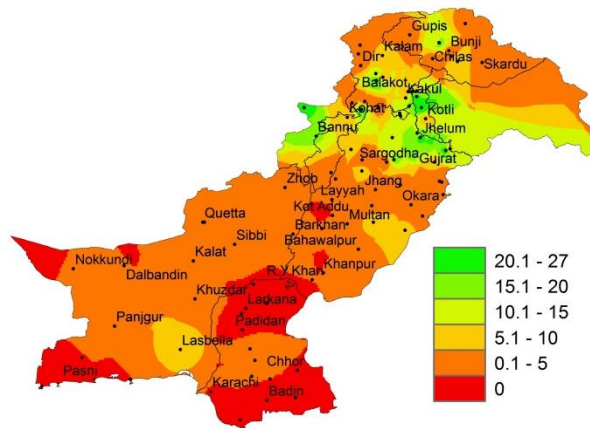 Gupis
Kalam
Bunji
Dir
Chilas
Skardu
Balakot
Kakul
Kohat
Kotli
Bannu
Jhelum
Sargodha
Gujrat
Zhob
Jhang
Layyah
Okara
Kot Addu
Quetta
Multan
Barkhan
Sibbi
Bahawalpur
Kalat
Nokkundi
Dalbandin
R Y Khan
Khanpur
Khuzdar
Larkana
Panjgur
Padidan
Lasbella
Chhor
Pasni
Karachi
Badin
20.1 - 27
15.1 - 20
10.1 - 15
5.1 - 10
0.1 - 5
0